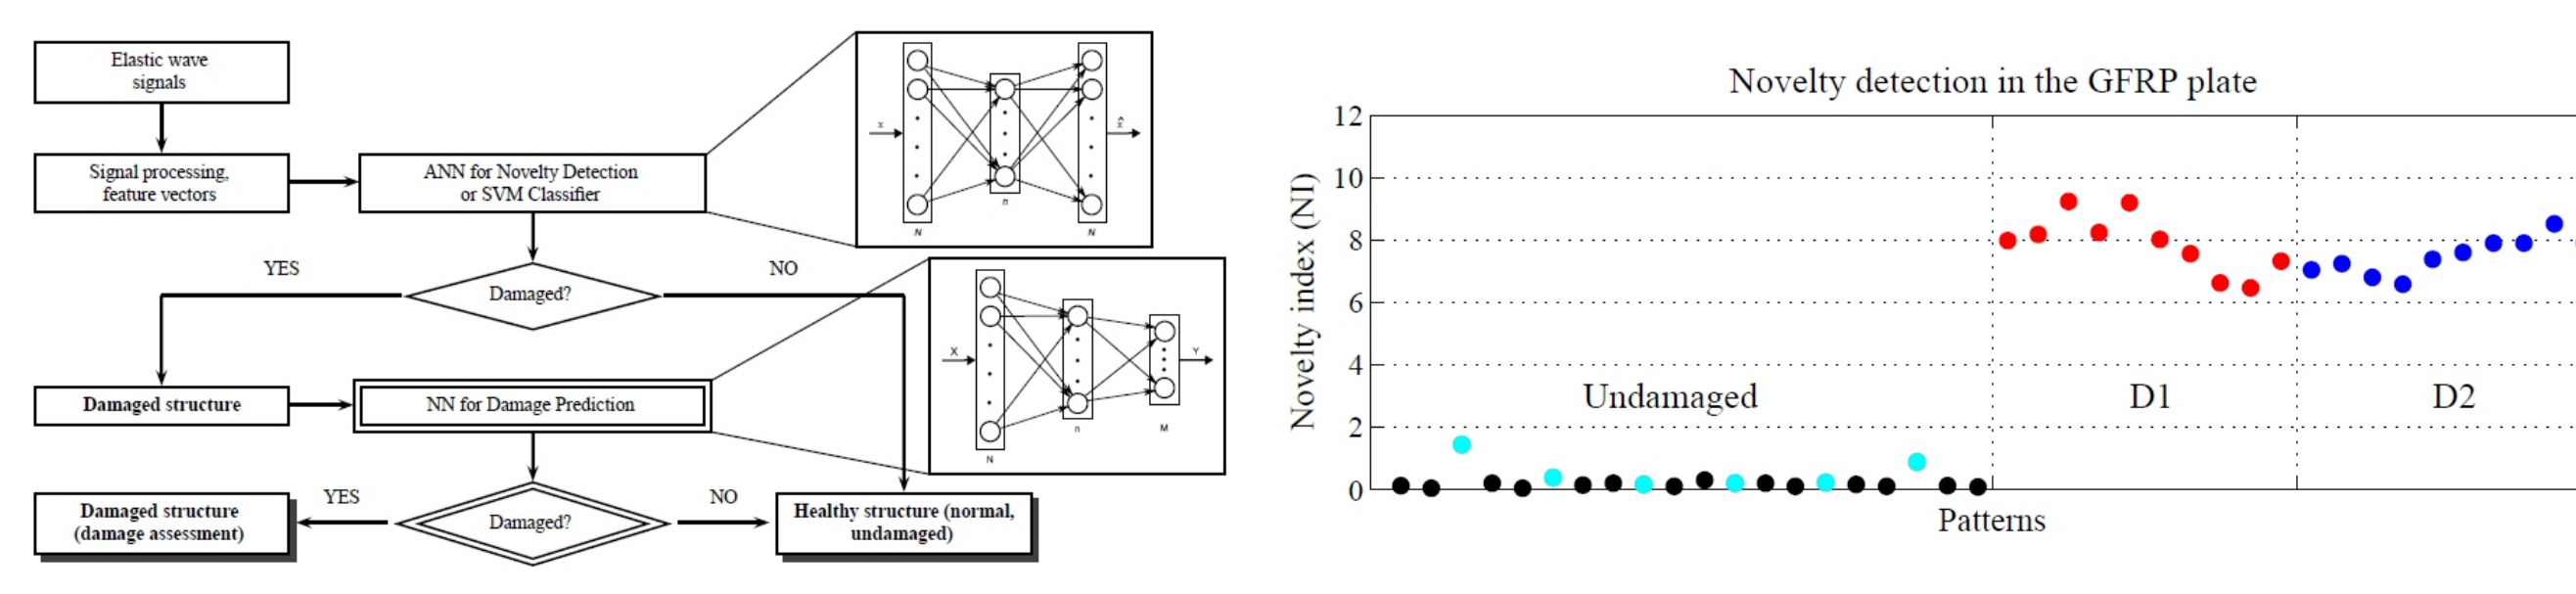 Elastic wave
signals
Signal processing,
feature vectors
ANN for Novelty Detection
or SVM Classifier
x
x̂
n
N
N
YES
Damaged?
NO
X
Y
n
M
N
Damaged structure
NN for Damage Prediction
Damaged structure
(damage assessment)
YES
Damaged?
NO
Healthy structure (normal,
undamaged)
Novelty detection in the GFRP plate
Novelty index (NI)
12
10
8
6
4
2
0
Undamaged
D1
D2
Patterns